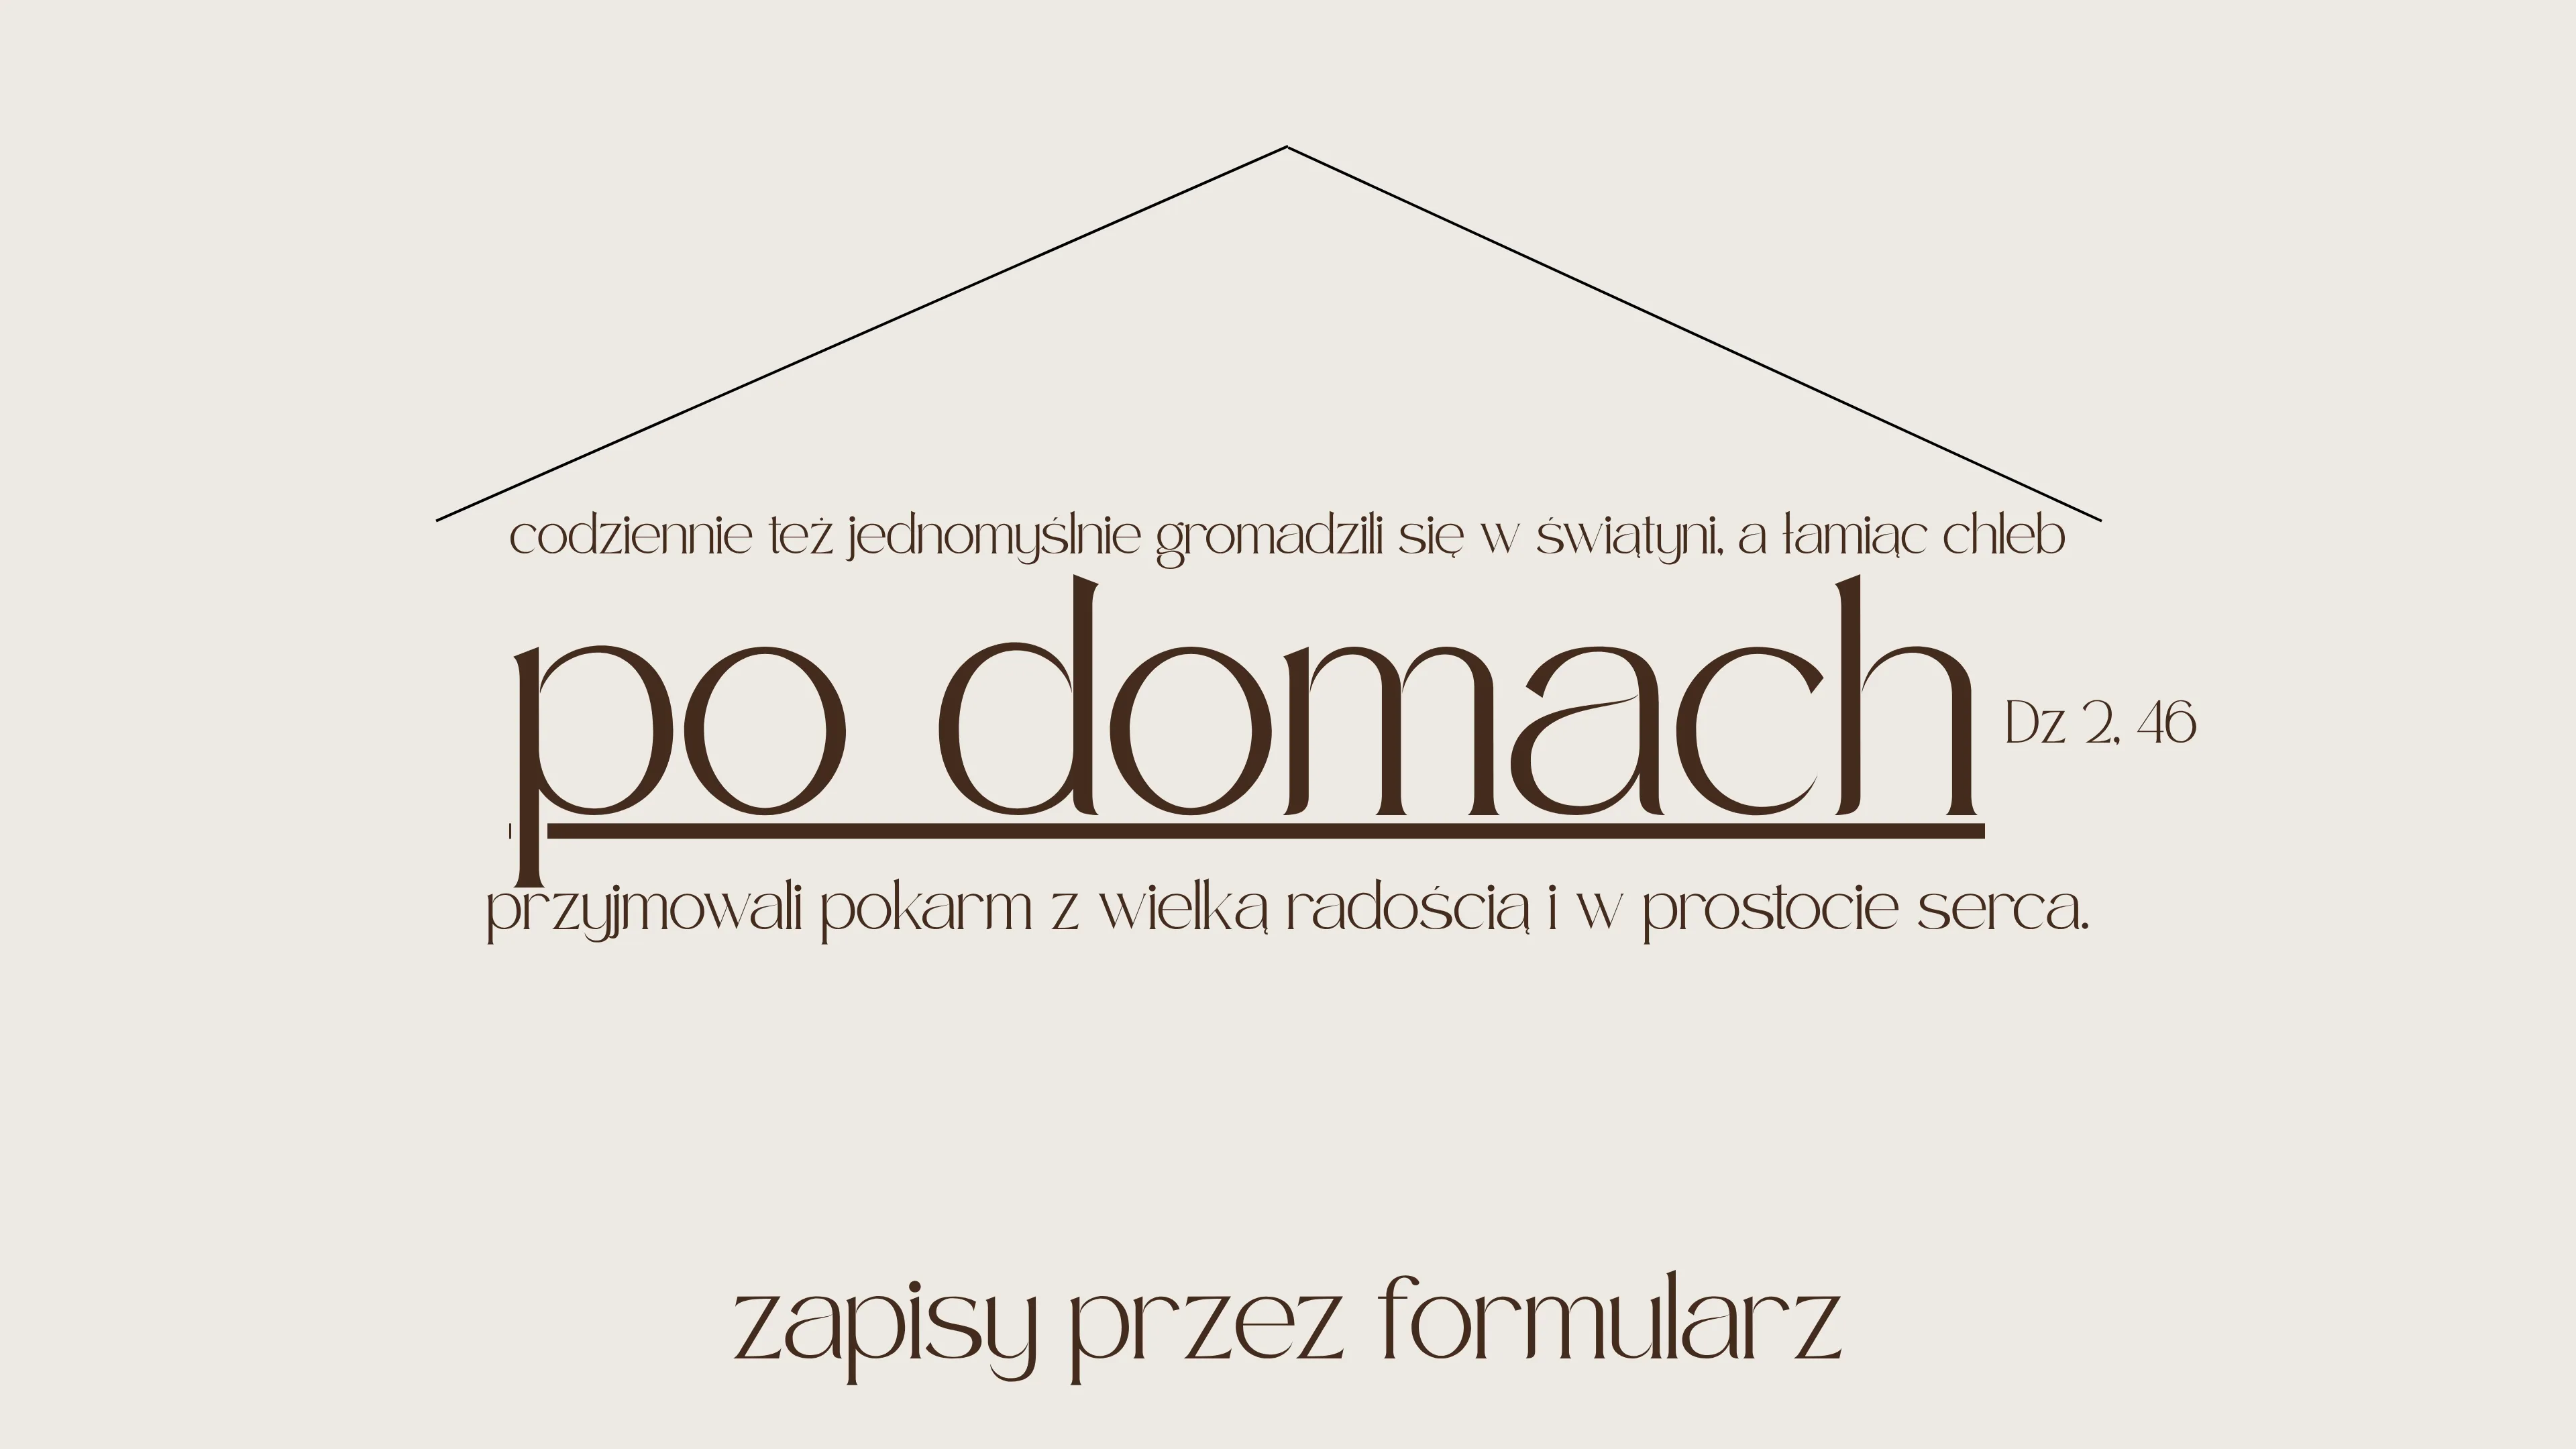 codziennie też jednomyślnie gromadzili się w świątyni, a łamiąc chleb
po domach
Dz 2, 46
przyjmowali pokarm z wielką radością i w prostocie serca.
zapisy przez formularz